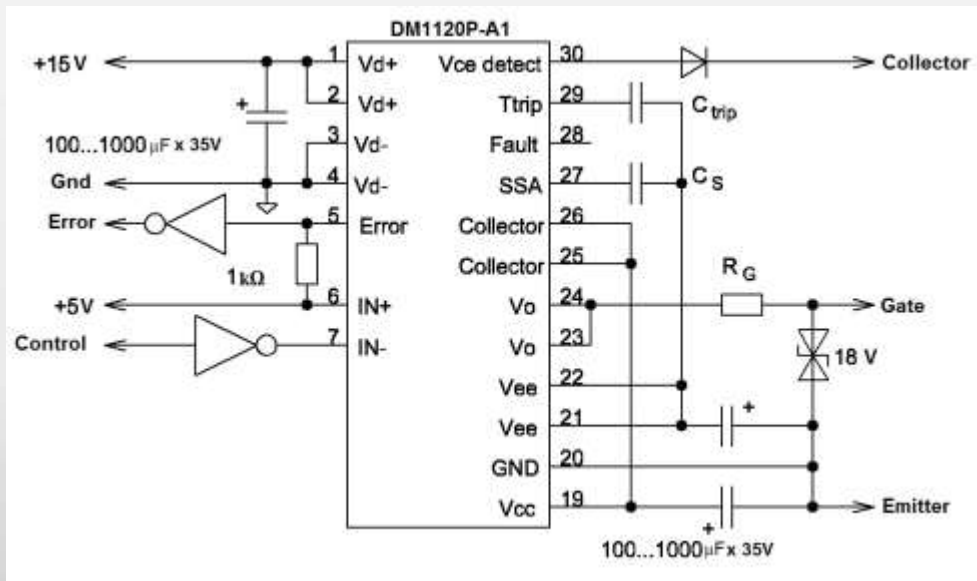 DM1120P-A1
+15V
1
Vd+
2
Vd+
+
100...1000 µF x 35V
3
Vd-
Gnd
4
Vd-
Error
5
Error
1kΩ
+5V
6
IN+
Control
7
IN-
Vce detect
30
Collector
Ttrip
29
Ctrip
Fault
28
SSA
27
CS
Collector
26
Collector
25
RG
Vo
24
Gate
Vo
23
18 V
Vee
22
Vee
21
+
GND
20
Vcc
19
Emitter
+
100...1000µF x 35V